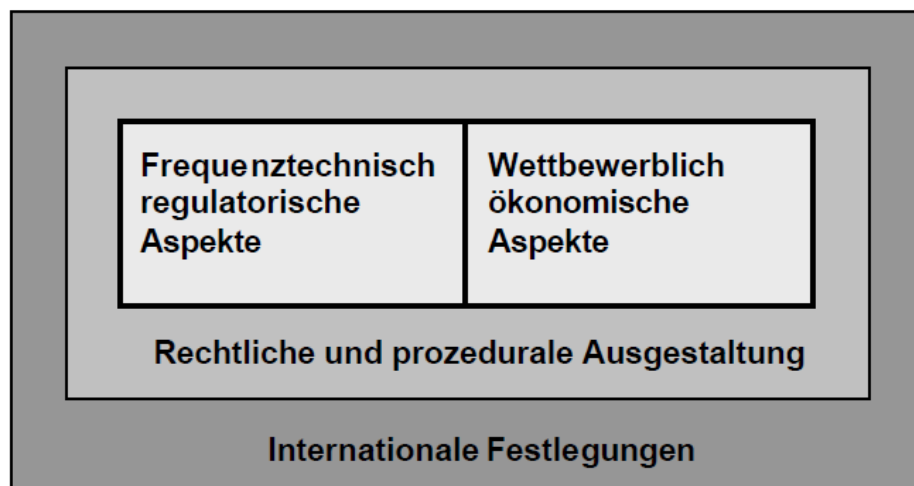 Frequenztechnisch
regulatorische
Aspekte
Wettbewerblich
ökonomische
Aspekte
Rechtliche und prozedurale Ausgestaltung
Internationale Festlegungen